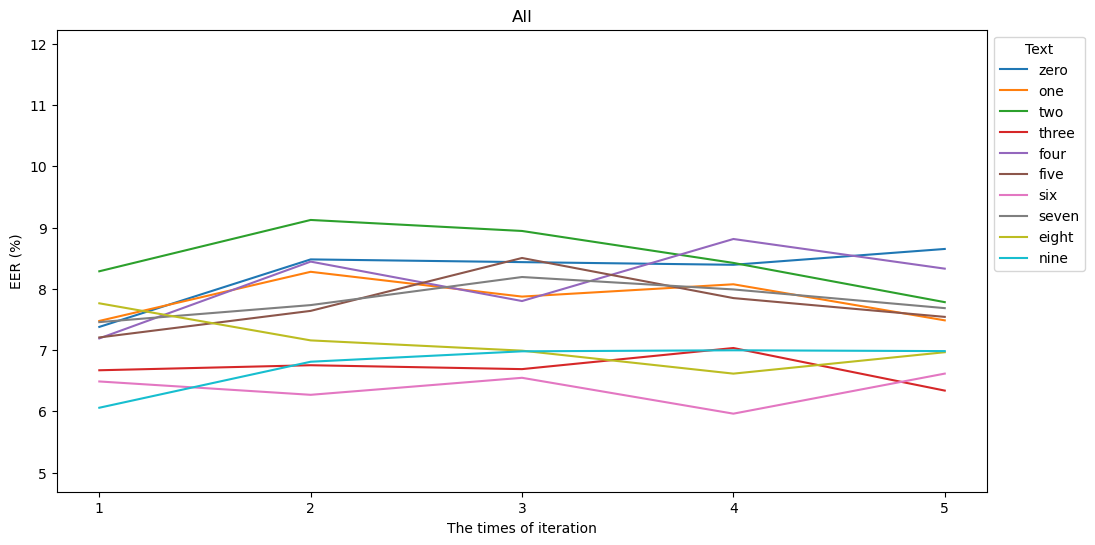 All
EER (%)
12
11
10
9
8
7
6
5
1 2 3 4 5
The times of iteration
Text
zero
one
two
three
four
five
six
seven
eight
nine